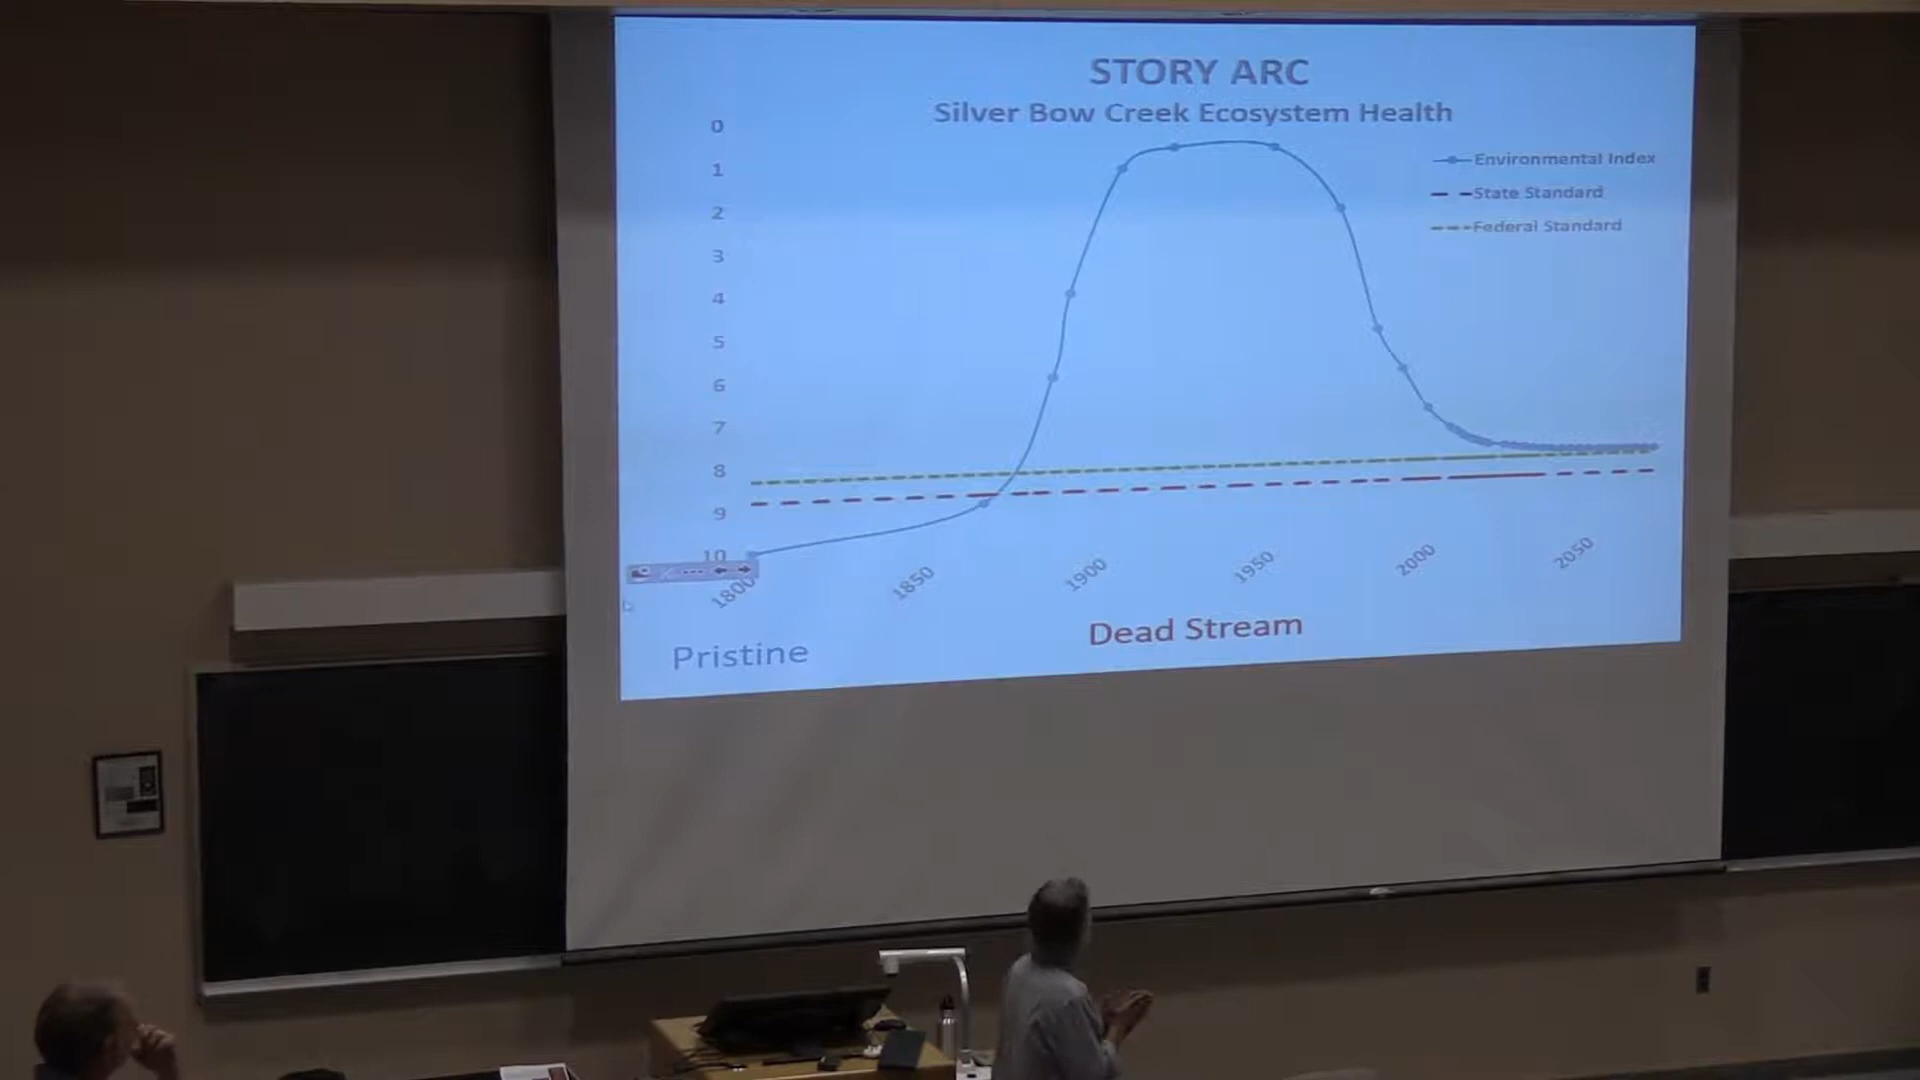 STORY ARC
Silver Bow Creek Ecosystem Health
0
1
2
3
4
5
6
7
8
9
10
Environmental Index
State Standard
Federal Standard
1800
1850
1900
1950
2000
2050
Pristine
Dead Stream